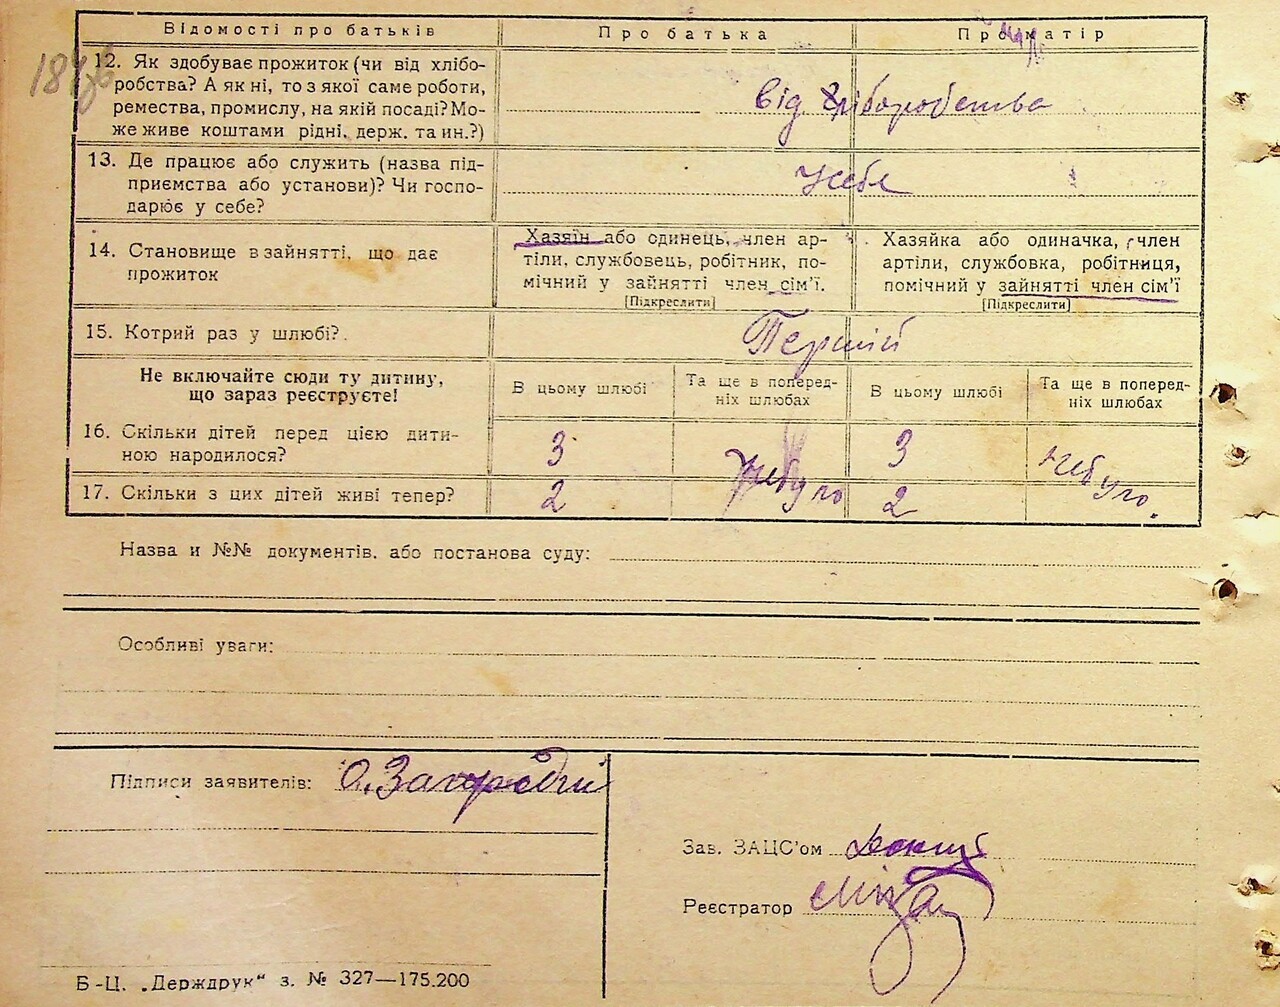 Відомості про батьків Про батька Про матір
12. Як здобуває прожиток (чи від хлібо-
робства? А як ні, то з якої саме роботи,
ремества, промислу, на якій посаді? Мо-
же живе коштами рідні, держ. та ин.?)
від хліборобства
13. Де працює або служить (назва під-
приємства або установи)? Чи госпо-
дарює у себе?
У себе
14. Становище в зайнятті, що дає
прожиток
Хазяїн або одинець, член ар-
тілі, службовець, робітник, по-
мічний у зайнятті член сім'ї.
[Підкреслити]
Хазяйка або одиначка, член
артілі, службовка, робітниця,
помічний у зайнятті член сім'ї
[Підкреслити]
15. Котрий раз у шлюбі?
Перший
Не включайте сюди ту дитину,
що зараз реєструєте!
В цьому шлюбі
Та ще в поперед-
ніх шлюбах
В цьому шлюбі
Та ще в поперед-
ніх шлюбах
16. Скільки дітей перед цією дити-
ною народилося?
3 небуло 3 небуло.
17. Скільки з цих дітей живі тепер?
2 2
Назва и №№ документів, або постанова суду:
Особливі уваги:
Підписи заявителів: О. Загородній
Зав. ЗАЦС'ом
Реєстратор
Б-Ц. „Держдрук“ з. № 327—175.200